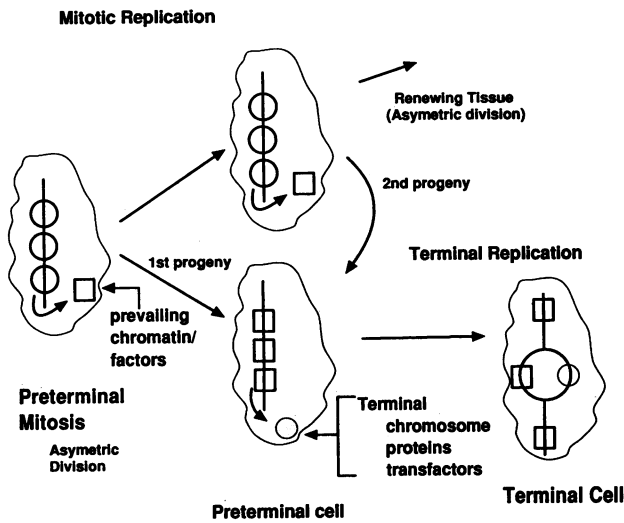 Mitotic Replication
Renewing Tissue
(Asymetric division)
2nd progeny
1st progeny
Terminal Replication
prevailing
chromatin/
factors
Preterminal
Mitosis
Asymetric
Division
Terminal
chromosome
proteins
transfactors
Preterminal cell
Terminal Cell